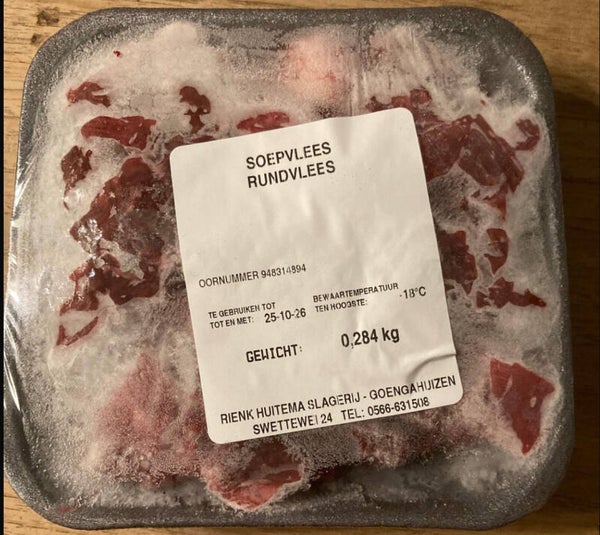 SOEPVLEES
RUNDVLEES
OORNUMMER 948314894
TE GEBRUIKEN TOT
TOT EN MET: 25-10-26
BEWAARTEMPERATUUR
TEN HOOGSTE: -18°C
GEWICHT: 0,284 kg
RIENK HUITEMA SLAGERIJ - GOENGAHUIZEN
SWETTEWEI 24 TEL: 0566-631508